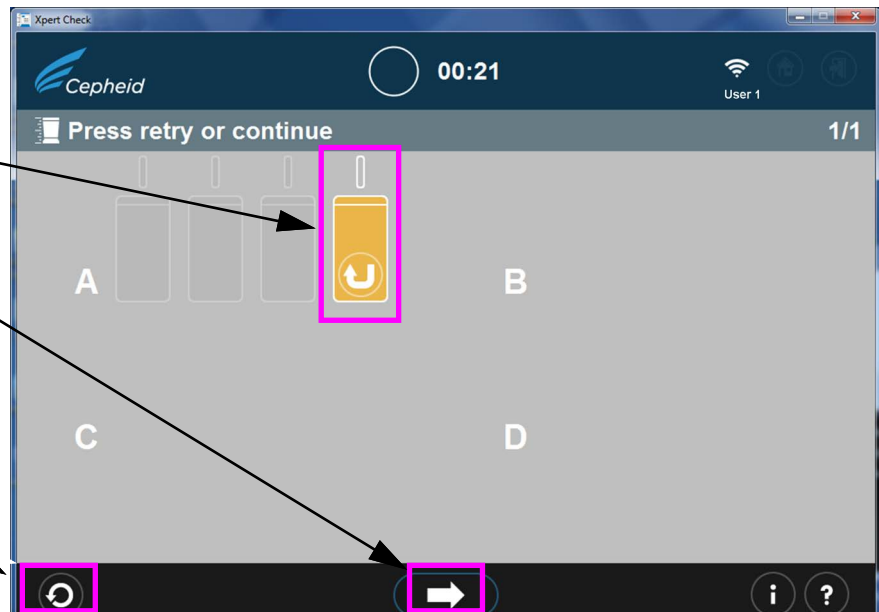 Xpert Check
Cepheid
00:21
User 1
Press retry or continue
1/1
A
B
C
D
i
?